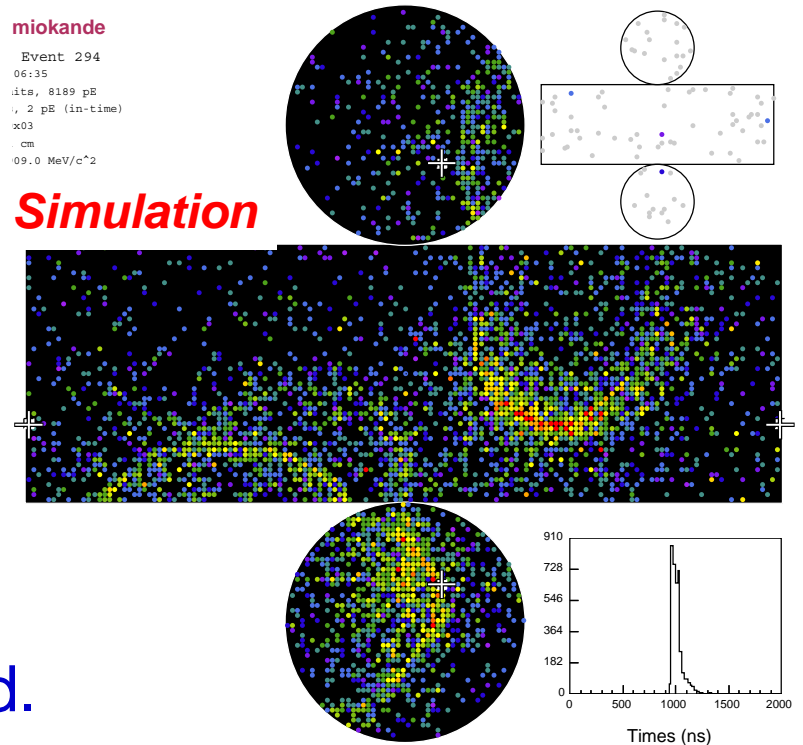 miokande
Event 294
06:35
hits, 8189 pE
, 2 pE (in-time)
x03
cm
09.0 MeV/c^2
Simulation
910
728
546
364
182
0
0 500 1000 1500 2000
Times (ns)
d.